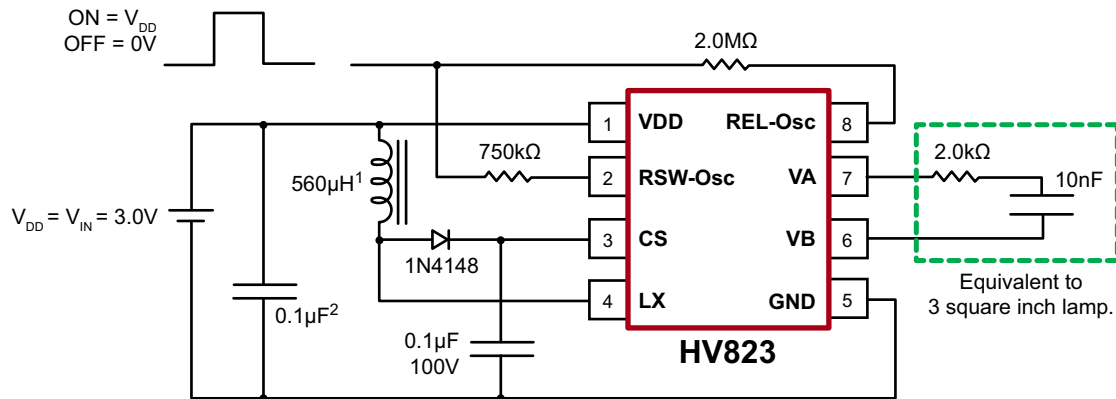 ON = VDD
OFF = 0V
2.0MΩ
1 VDD REL-Osc 8
750kΩ
2.0kΩ
560µH1
2 RSW-Osc VA 7
10nF
VDD = VIN = 3.0V
3 CS VB 6
1N4148
Equivalent to
3 square inch lamp.
4 LX GND 5
0.1µF2
0.1µF
100V
HV823